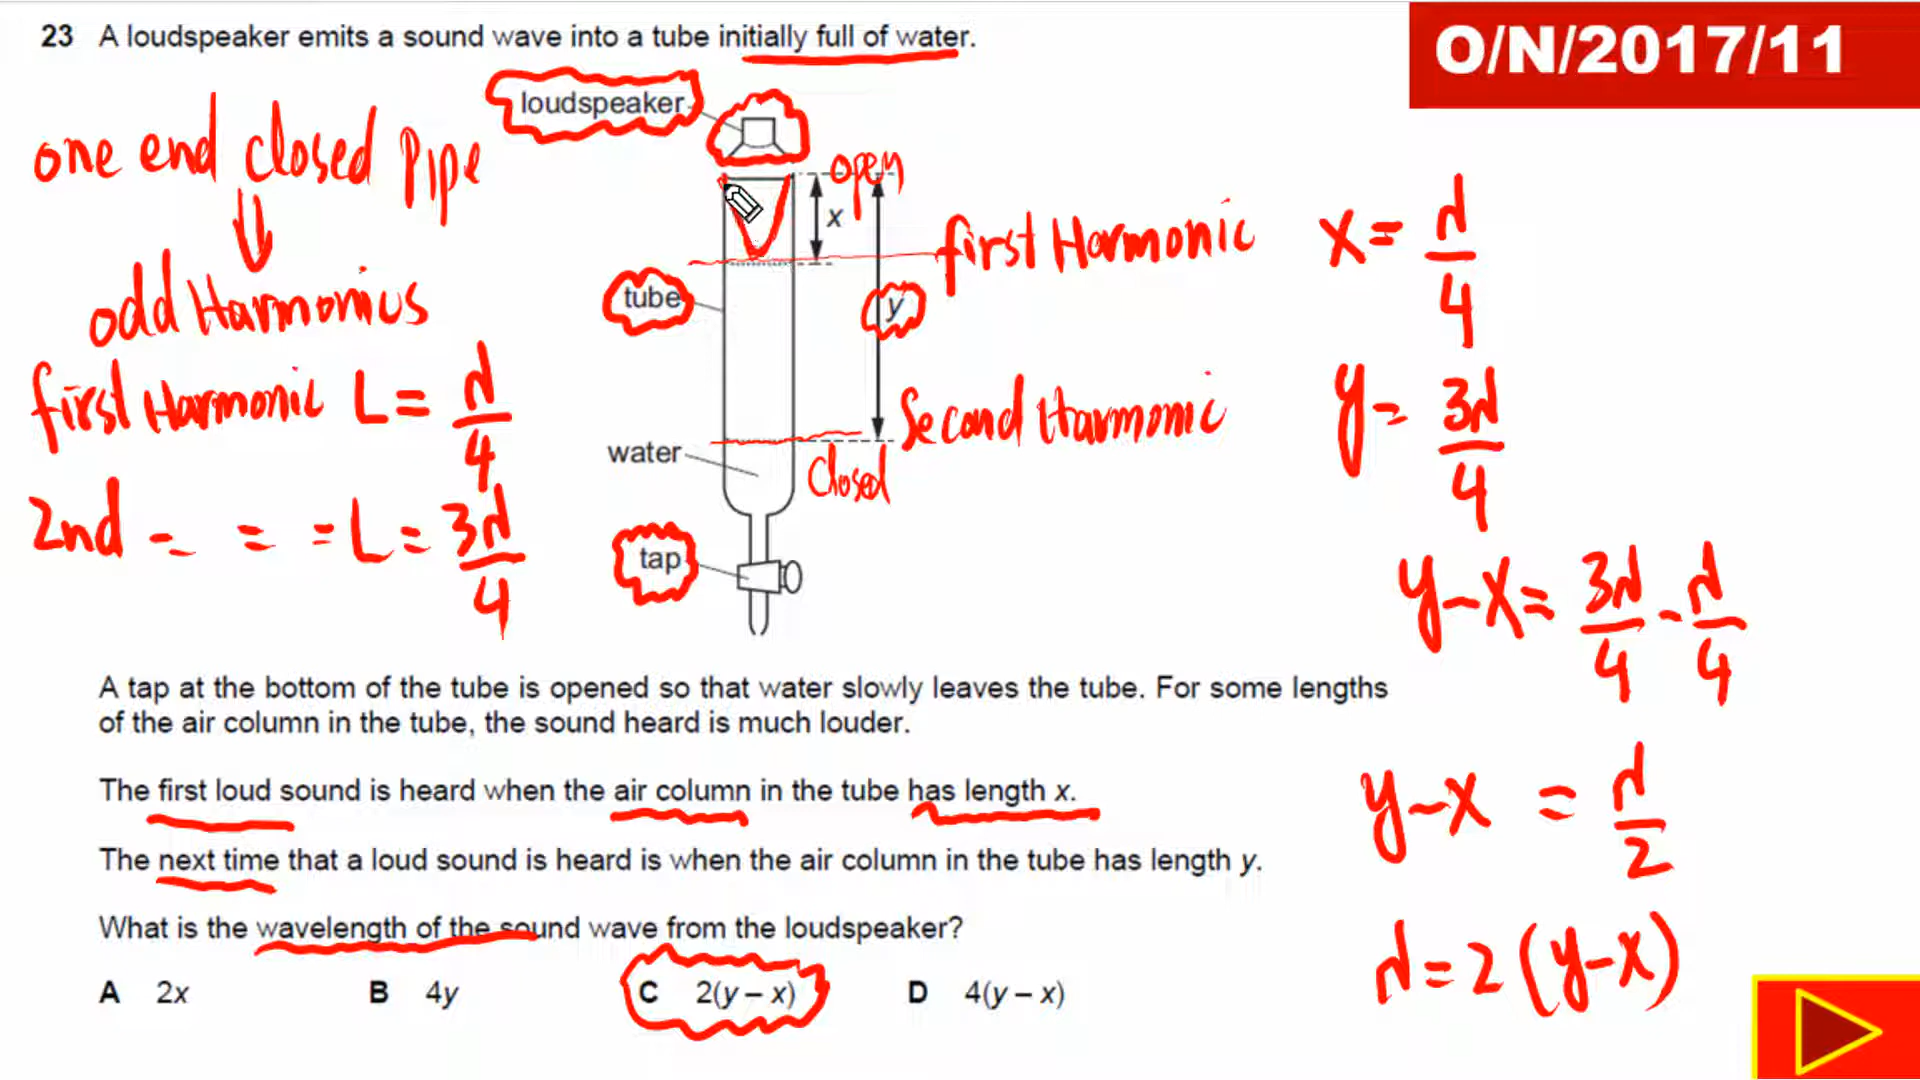 23 A loudspeaker emits a sound wave into a tube initially full of water.
O/N/2017/11
loudspeaker
one end closed Pipe
open
x
first Harmonic x = λ/4
tube
y
odd Harmonics
first Harmonic L = λ/4
Second Harmonic y = 3λ/4
water
Closed
2nd - = = L = 3λ/4
tap
y-x = 3λ/4 - λ/4
A tap at the bottom of the tube is opened so that water slowly leaves the tube. For some lengths
of the air column in the tube, the sound heard is much louder.
The first loud sound is heard when the air column in the tube has length x.
y-x = λ/2
The next time that a loud sound is heard is when the air column in the tube has length y.
What is the wavelength of the sound wave from the loudspeaker?
λ = 2 (y-x)
A 2x B 4y C 2(y – x) D 4(y – x)